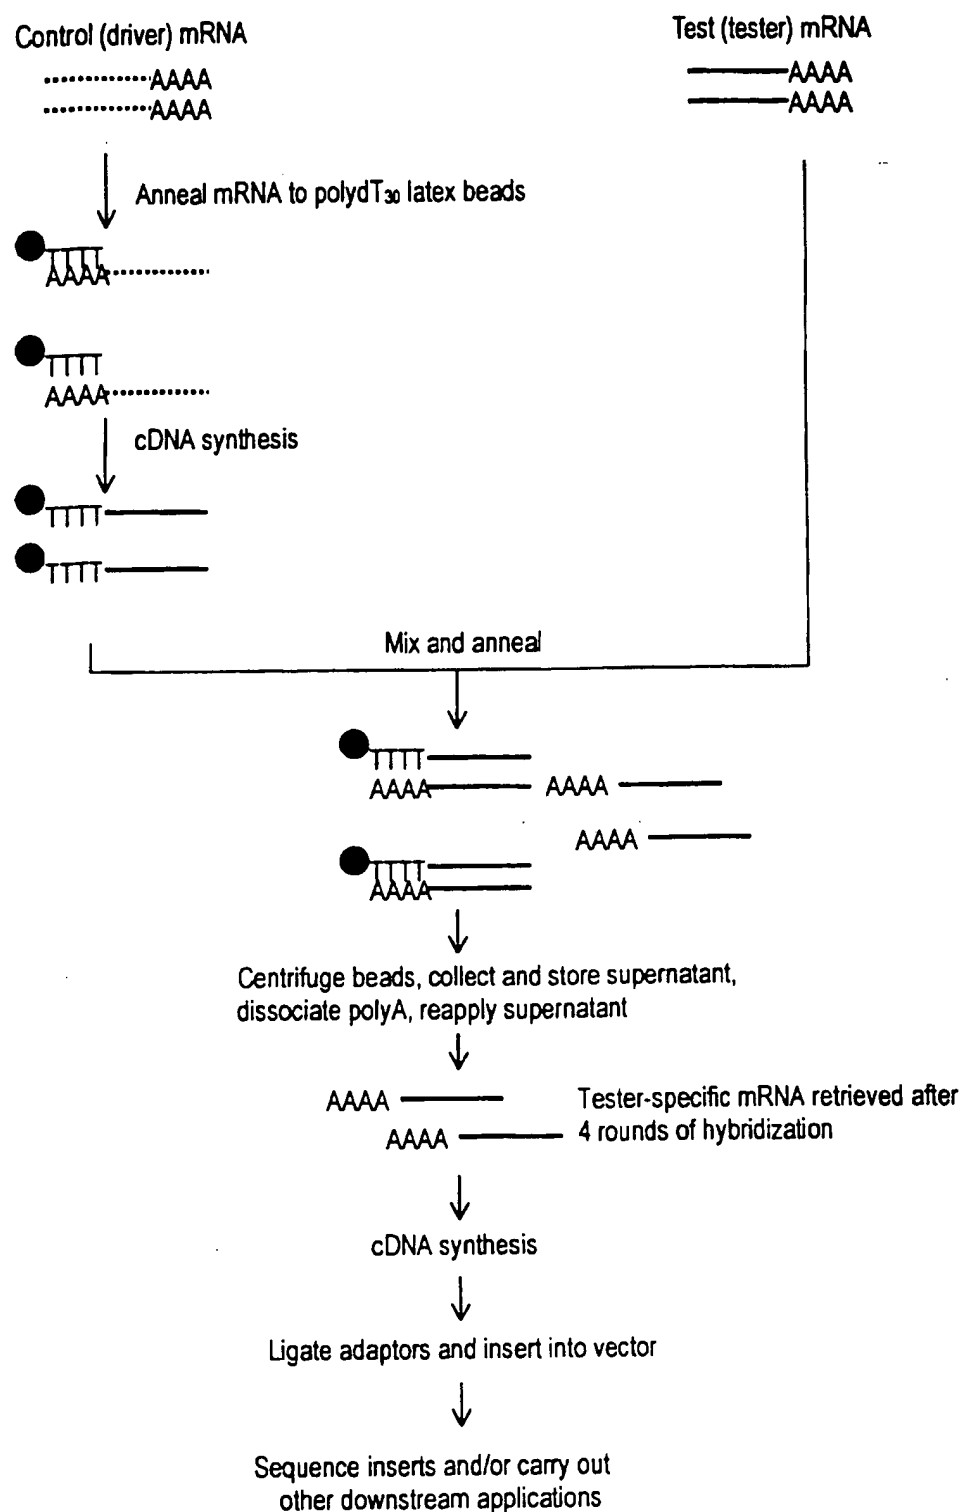 Control (driver) mRNA
Test (tester) mRNA
AAAA
AAAA
AAAA
AAAA
Anneal mRNA to polydT30 latex beads
TTTT
AAAA
TTTT
AAAA
cDNA synthesis
TTTT
TTTT
Mix and anneal
TTTT
AAAA
AAAA
AAAA
TTTT
AAAA
Centrifuge beads, collect and store supernatant,
dissociate polyA, reapply supernatant
AAAA
AAAA
Tester-specific mRNA retrieved after
4 rounds of hybridization
cDNA synthesis
Ligate adaptors and insert into vector
Sequence inserts and/or carry out
other downstream applications